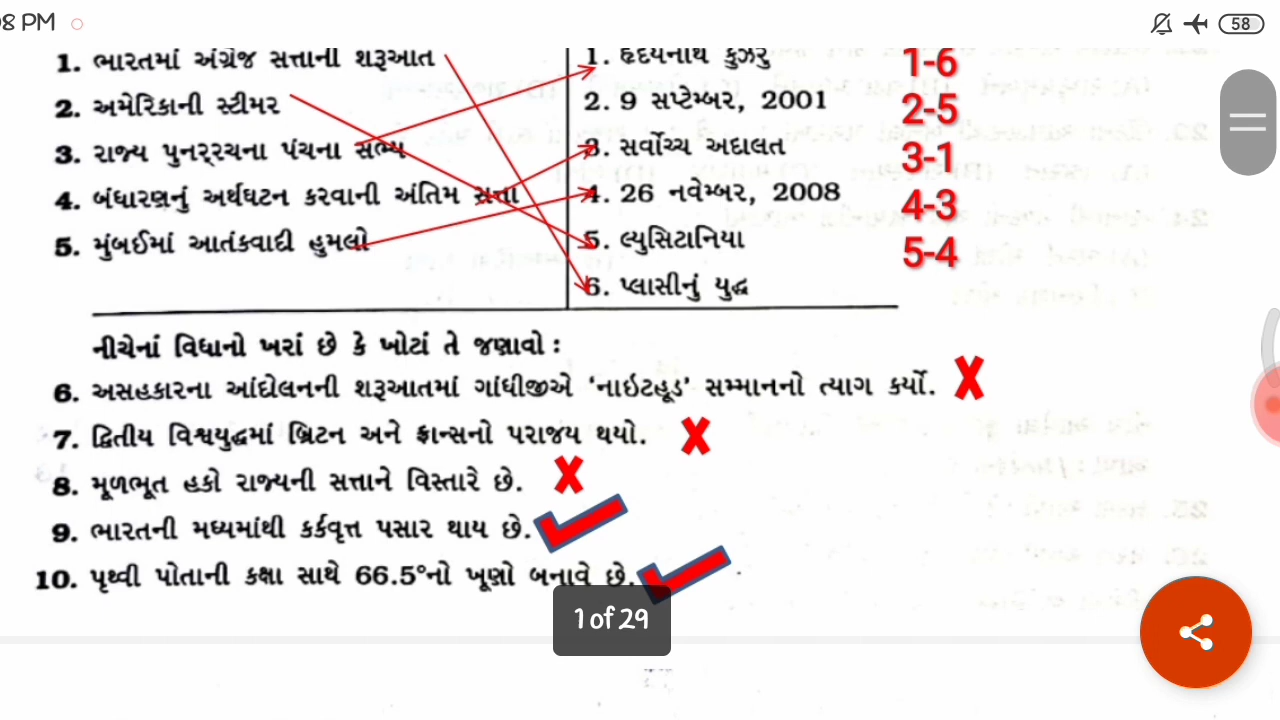 8 PM
58
1. ભારતમાં અંગ્રેજ સત્તાની શરૂઆત
2. અમેરિકાની સ્ટીમર
3. રાજ્ય પુનર્રચના પંચના સભ્ય
4. બંધારણનું અર્થઘટન કરવાની અંતિમ સત્તા
5. મુંબઈમાં આતંકવાદી હુમલો
1. હૃદયનાથ કુઝરુ
2. 9 સપ્ટેમ્બર, 2001
3. સર્વોચ્ચ અદાલત
4. 26 નવેમ્બર, 2008
5. લ્યુસિટાનિયા
6. પ્લાસીનું યુદ્ધ
1-6
2-5
3-1
4-3
5-4
નીચેનાં વિધાનો ખરાં છે કે ખોટાં તે જણાવો :
6. અસહકારના આંદોલનની શરૂઆતમાં ગાંધીજીએ ‘નાઇટહૂડ’ સમ્માનનો ત્યાગ કર્યો.
7. દ્વિતીય વિશ્વયુદ્ધમાં બ્રિટન અને ફ્રાન્સનો પરાજય થયો.
8. મૂળભૂત હકો રાજ્યની સત્તાને વિસ્તારે છે.
9. ભારતની મધ્યમાંથી કર્કવૃત્ત પસાર થાય છે.
10. પૃથ્વી પોતાની કક્ષા સાથે 66.5°નો ખૂણો બનાવે છે.
1 of 29